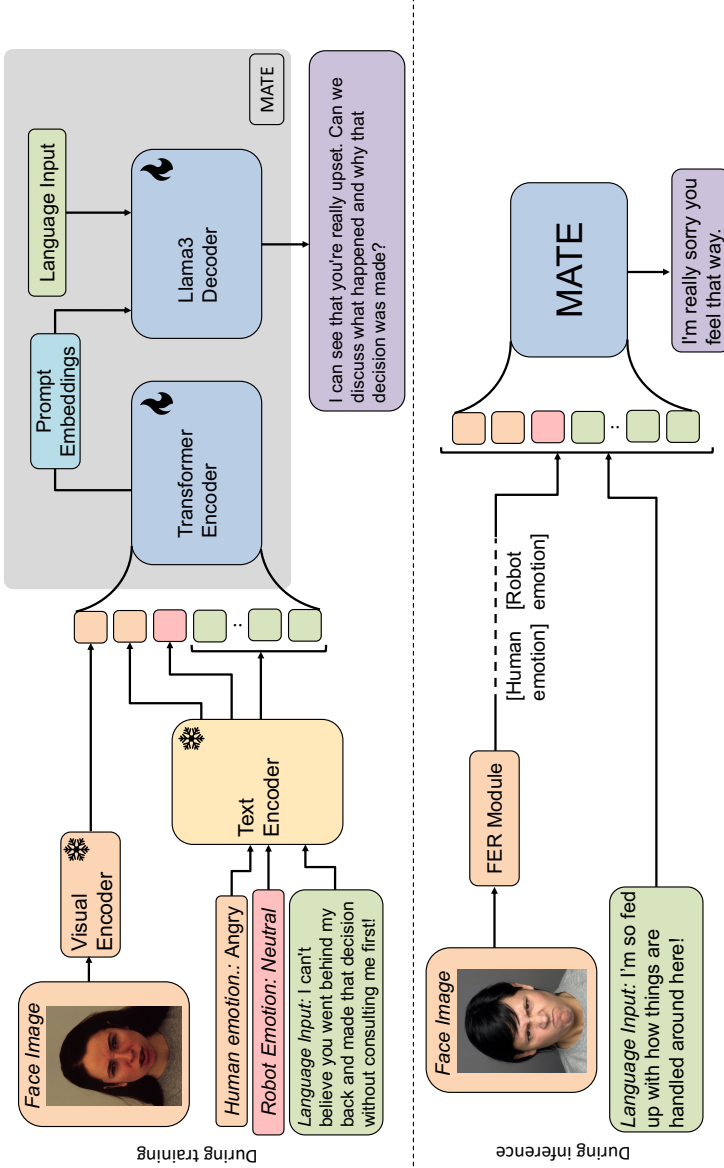 During training
Face Image
Visual
Encoder
Human emotion.: Angry
Robot Emotion: Neutral
Language Input: I can't
believe you went behind my
back and made that decision
without consulting me first!
Text
Encoder
Transformer
Encoder
Prompt
Embeddings
Language Input
Llama3
Decoder
MATE
I can see that you're really upset. Can we
discuss what happened and why that
decision was made?
During inference
Face Image
FER Module
[Human
emotion]
[Robot
emotion]
Language Input: I'm so fed
up with how things are
handled around here!
MATE
I'm really sorry you
feel that way.